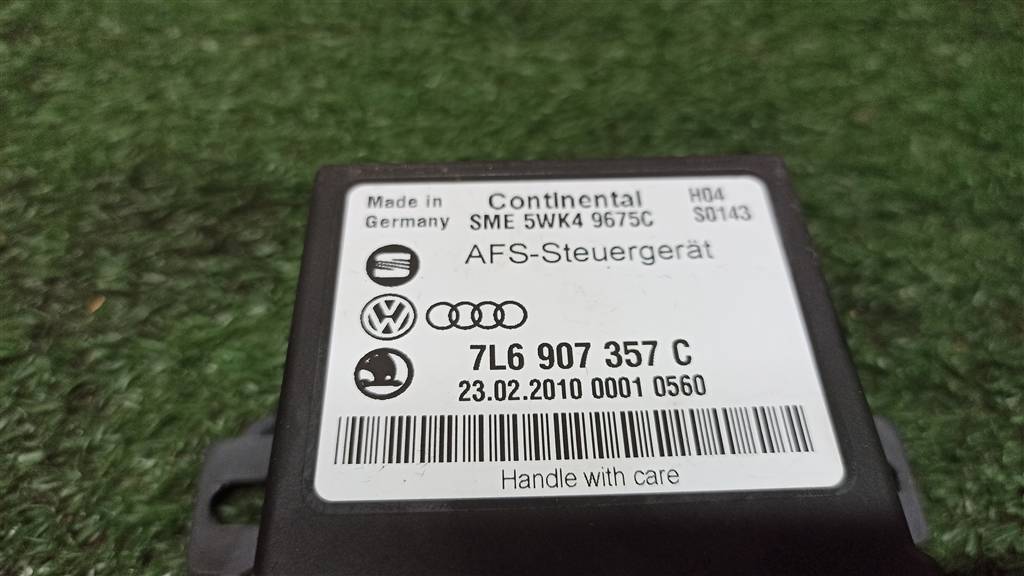 Made in
Germany
Continental
SME 5WK4 9675C
H04
S0143
AFS-Steuergerät
7L6 907 357 C
23.02.2010 0001 0560
Handle with care